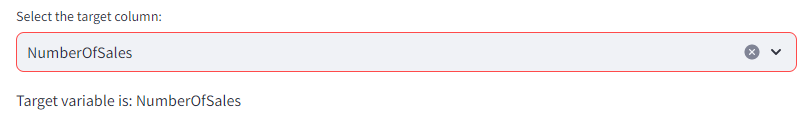 Select the target column:
NumberOfSales
Target variable is: NumberOfSales